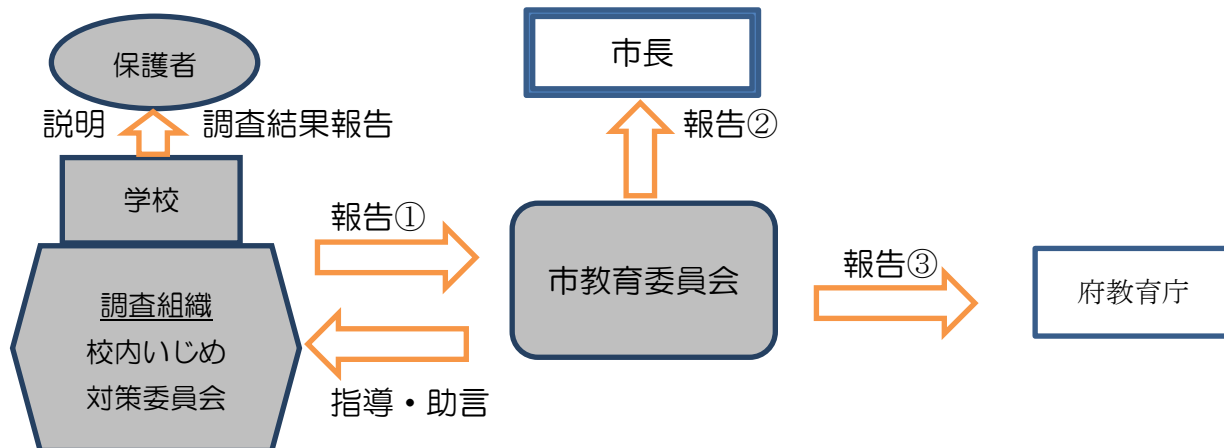 保護者
市長
説明
調査結果報告
報告②
学校
報告①
市教育委員会
報告③
府教育庁
調査組織
校内いじめ
対策委員会
指導・助言